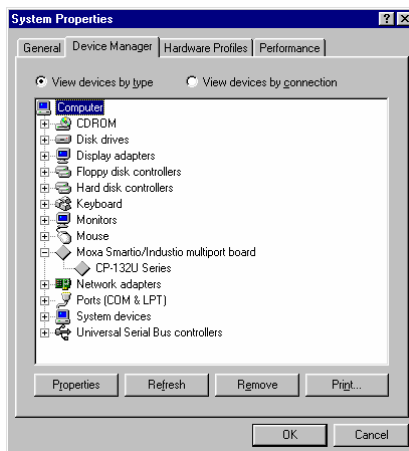 System Properties
General Device Manager Hardware Profiles Performance
View devices by type View devices by connection
Computer
CDROM
Disk drives
Display adapters
Floppy disk controllers
Hard disk controllers
Keyboard
Monitors
Mouse
Moxa Smartio/Industio multiport board
CP-132U Series
Network adapters
Ports (COM & LPT)
System devices
Universal Serial Bus controllers
Properties Refresh Remove Print...
OK Cancel